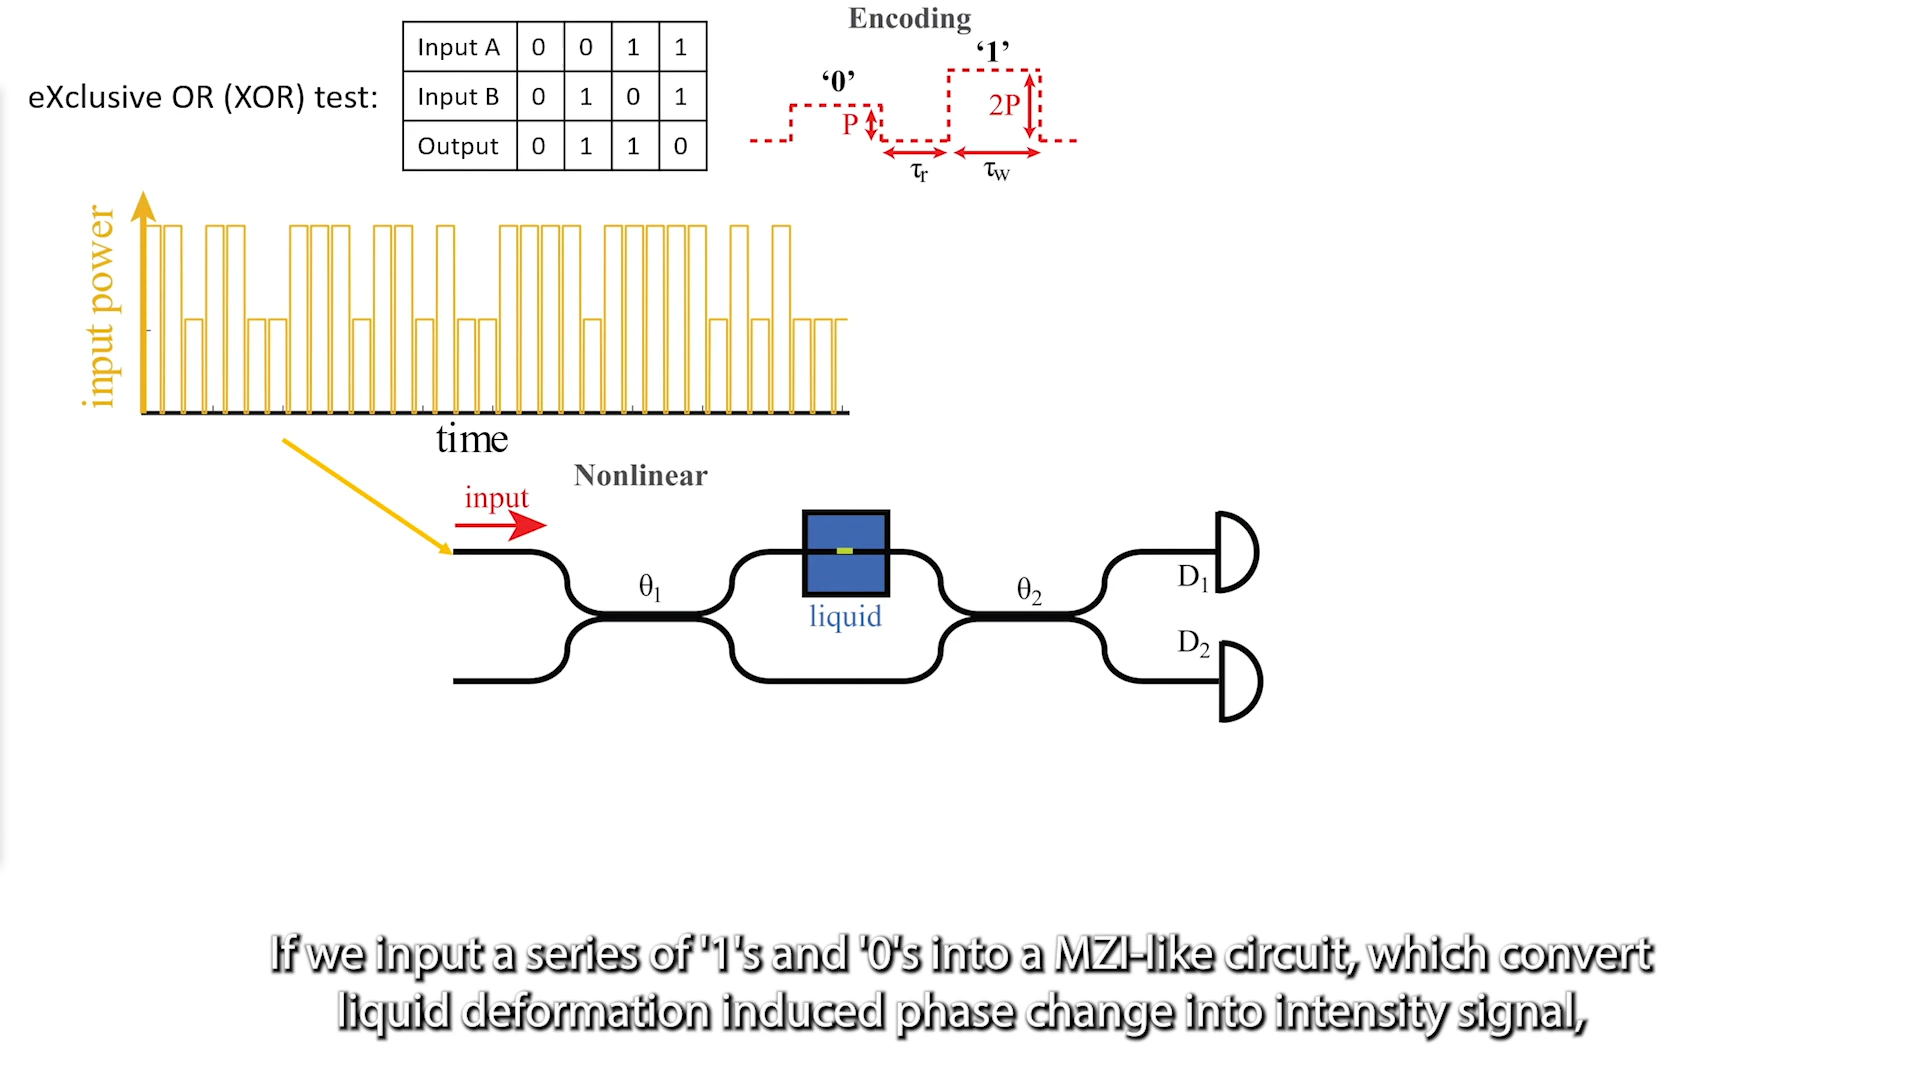 Encoding
eXclusive OR (XOR) test:
Input A 0 0 1 1
Input B 0 1 0 1
Output 0 1 1 0
'0'
'1'
P
2P
τr
τw
input power
time
Nonlinear
input
θ1
liquid
θ2
D1
D2
If we input a series of '1's and '0's into a MZI-like circuit, which convert
liquid deformation induced phase change into intensity signal,